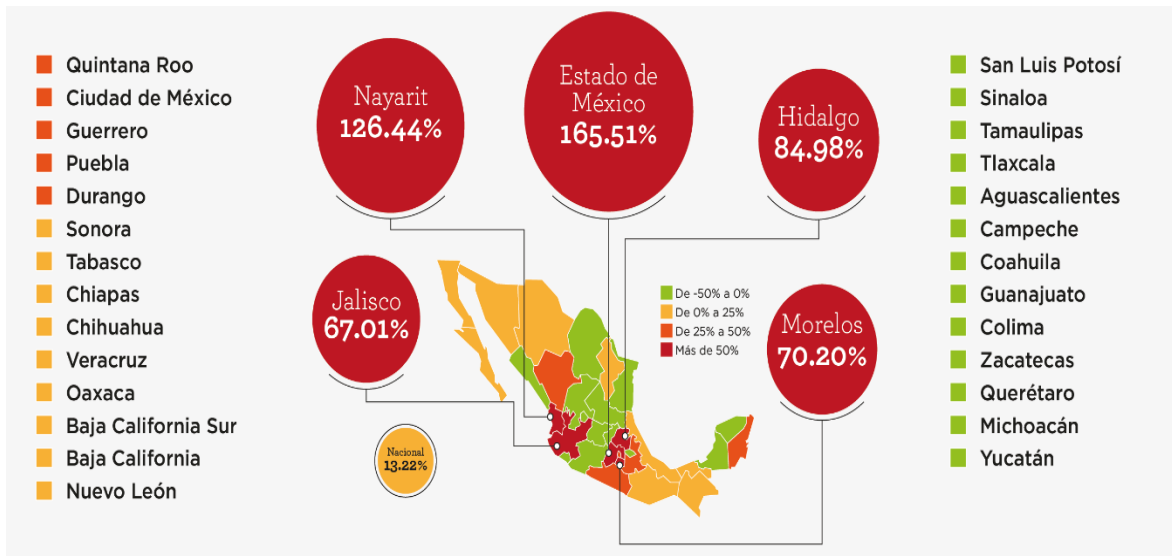 Quintana Roo
Ciudad de México
Guerrero
Puebla
Durango
Sonora
Tabasco
Chiapas
Chihuahua
Veracruz
Oaxaca
Baja California Sur
Baja California
Nuevo León
Nayarit
126.44%
Estado de
México
165.51%
Hidalgo
84.98%
Jalisco
67.01%
Nacional
13.22%
De -50% a 0%
De 0% a 25%
De 25% a 50%
Más de 50%
Morelos
70.20%
San Luis Potosí
Sinaloa
Tamaulipas
Tlaxcala
Aguascalientes
Campeche
Coahuila
Guanajuato
Colima
Zacatecas
Querétaro
Michoacán
Yucatán